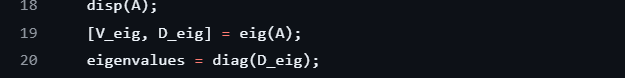 18 disp(A);
19 [V_eig, D_eig] = eig(A);
20 eigenvalues = diag(D_eig);